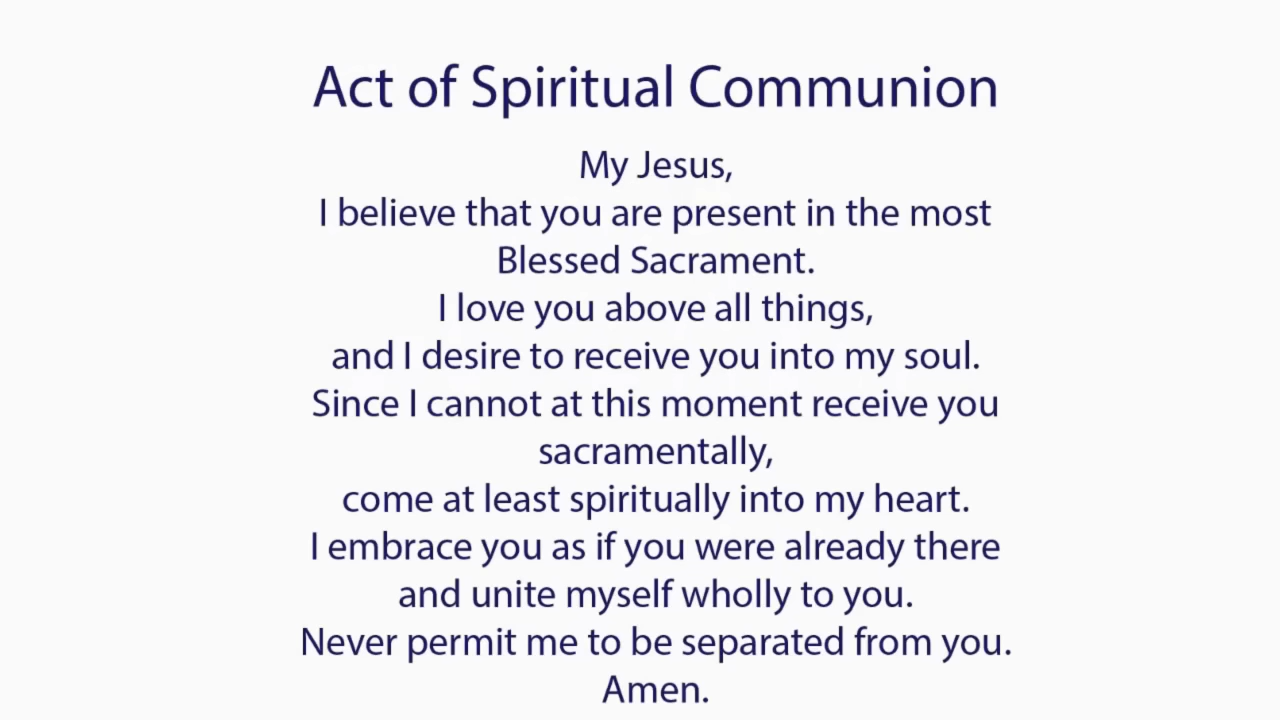 Act of Spiritual Communion
My Jesus,
I believe that you are present in the most
Blessed Sacrament.
I love you above all things,
and I desire to receive you into my soul.
Since I cannot at this moment receive you
sacramentally,
come at least spiritually into my heart.
I embrace you as if you were already there
and unite myself wholly to you.
Never permit me to be separated from you.
Amen.